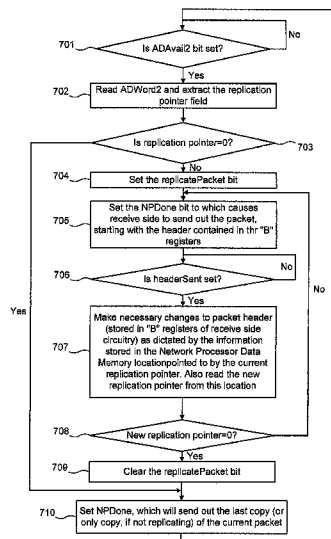 701
Is ADAvail2 bit set?
No
Yes
702
Read ADWord2 and extract the replication
pointer field
Is replication pointer=0?
703
No
704
Set the replicatePacket bit
Set the NPDone bit to which causes
receive side to send out the packet,
starting with the header contained in thr "B"
registers
705
No
706
Is headerSent set?
Yes
Yes
Make necessary changes to packet header
(stored in "B" registers of receive side
circuitry) as dictated by the information
stored in the Network Processor Data
Memory locationpointed to by the current
replication pointer. Also read the new
replication pointer from this location
707
708
New replication pointer=0?
Yes
709
Clear the replicatePacket bit
710
Set NPDone, which will send out the last copy (or
only copy, if not replicating) of the current packet